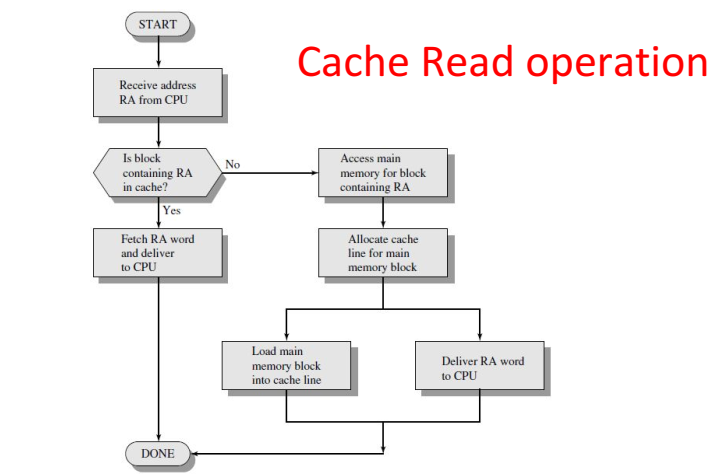 START
Cache Read operation
Receive address
RA from CPU
Is block
containing RA
in cache?
No
Access main
memory for block
containing RA
Yes
Fetch RA word
and deliver
to CPU
Allocate cache
line for main
memory block
Load main
memory block
into cache line
Deliver RA word
to CPU
DONE